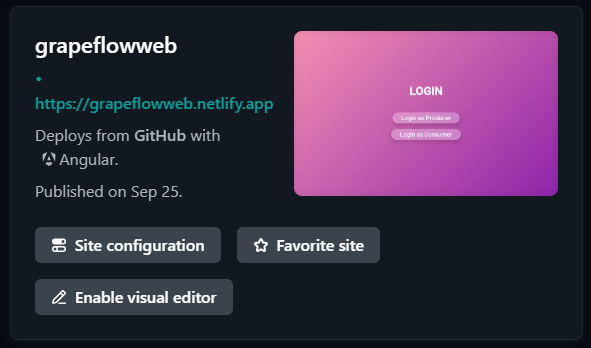 grapeflowweb
https://grapeflowweb.netlify.app
Deploys from GitHub with
Angular.
Published on Sep 25.
LOGIN
Login as Producer
Login as Consumer
Site configuration
Favorite site
Enable visual editor